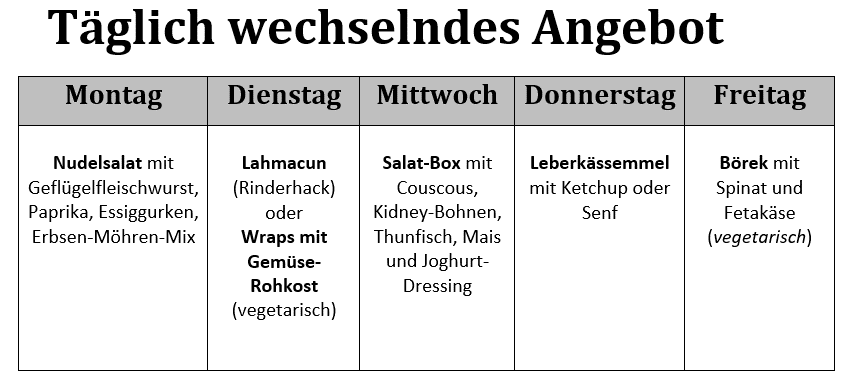 Täglich wechselndes Angebot
Montag
Dienstag
Mittwoch
Donnerstag
Freitag
Nudelsalat mit
Geflügelfleischwurst,
Paprika, Essiggurken,
Erbsen-Möhren-Mix
Lahmacun
(Rinderhack)
oder
Wraps mit
Gemüse-
Rohkost
(vegetarisch)
Salat-Box mit
Couscous,
Kidney-Bohnen,
Thunfisch, Mais
und Joghurt-
Dressing
Leberkässemmel
mit Ketchup oder
Senf
Börek mit
Spinat und
Fetakäse
(vegetarisch)